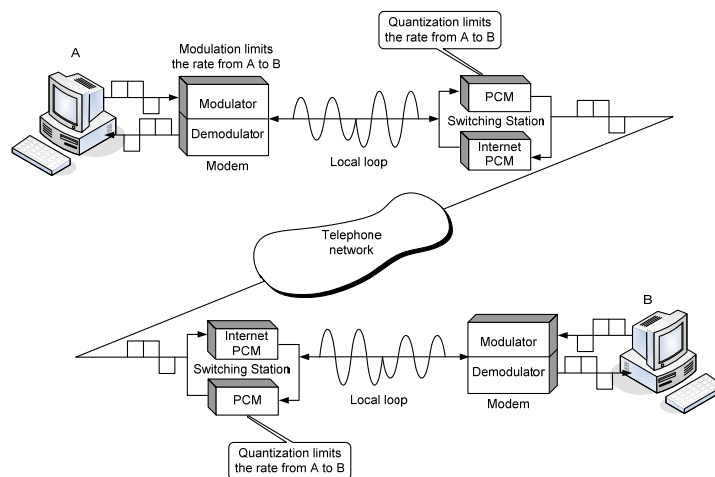 Quantization limits
the rate from A to B
A
Modulation limits
the rate from A to B
Modulator
Demodulator
Modem
Local loop
PCM
Switching Station
Internet
PCM
Telephone
network
B
Internet
PCM
Switching Station
PCM
Local loop
Modulator
Demodulator
Modem
Quantization limits
the rate from A to B